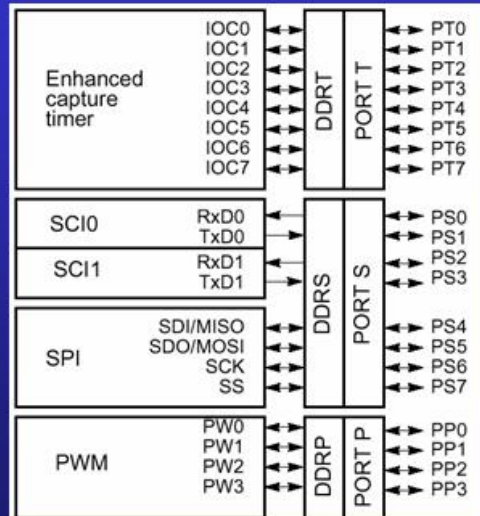 Enhanced
capture
timer
IOC0
IOC1
IOC2
IOC3
IOC4
IOC5
IOC6
IOC7
DDRT
PORT T
PT0
PT1
PT2
PT3
PT4
PT5
PT6
PT7
SCI0
RxD0
TxD0
SCI1
RxD1
TxD1
SPI
SDI/MISO
SDO/MOSI
SCK
SS
DDRS
PORT S
PS0
PS1
PS2
PS3
PS4
PS5
PS6
PS7
PWM
PW0
PW1
PW2
PW3
DDRP
PORT P
PP0
PP1
PP2
PP3